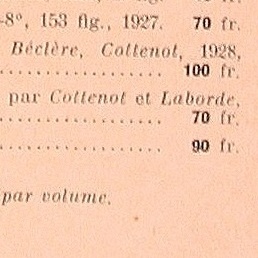 -8°, 153 fig., 1927. 70 fr.
Béclère, Cottenot, 1928,
................ 100 fr.
par Cottenot et Laborde,
................ 70 fr.
................ 90 fr.
par volume.